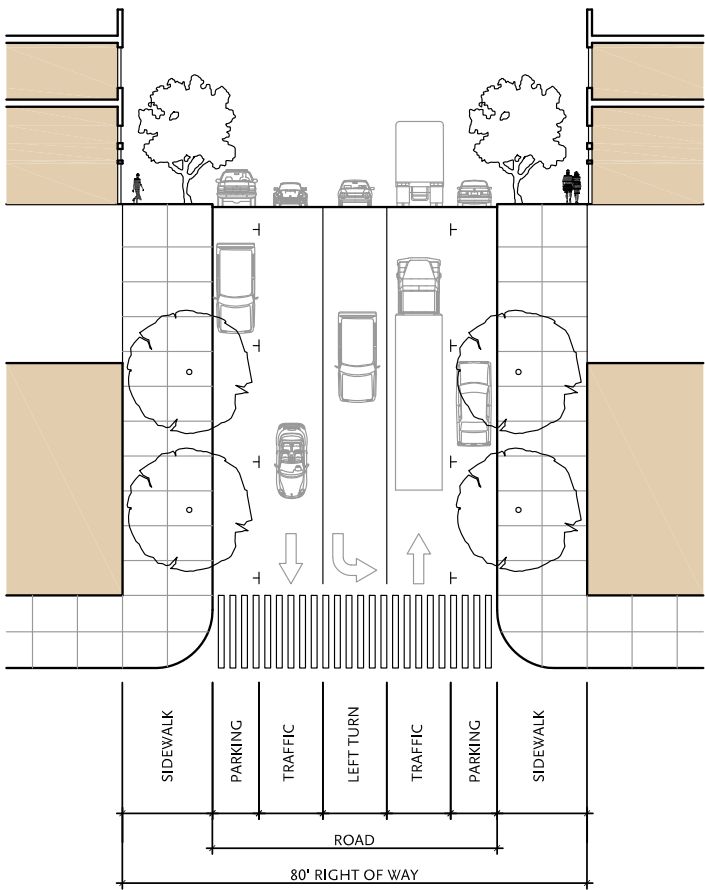 SIDEWALK
PARKING
TRAFFIC
LEFT TURN
TRAFFIC
PARKING
SIDEWALK
ROAD
80' RIGHT OF WAY